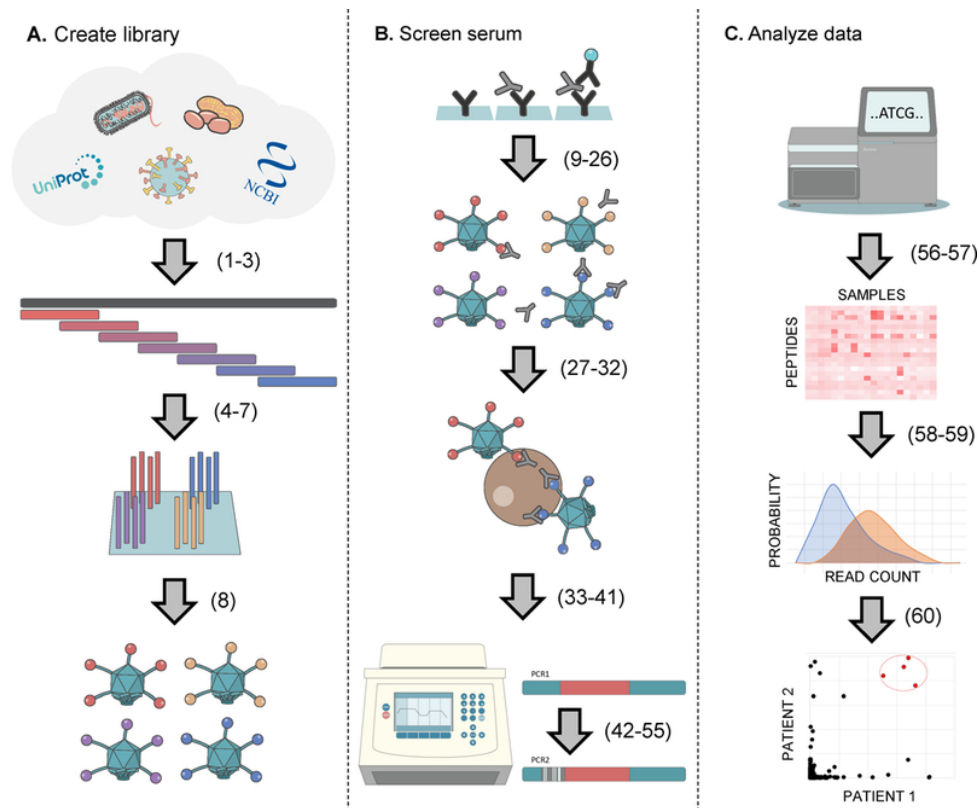 A. Create library
UniProt
NCBI
(1-3)
(4-7)
(8)
B. Screen serum
(9-26)
(27-32)
(33-41)
PCR1
(42-55)
PCR2
C. Analyze data
..ATCG..
(56-57)
SAMPLES
PEPTIDES
(58-59)
PROBABILITY
READ COUNT
(60)
PATIENT 2
PATIENT 1